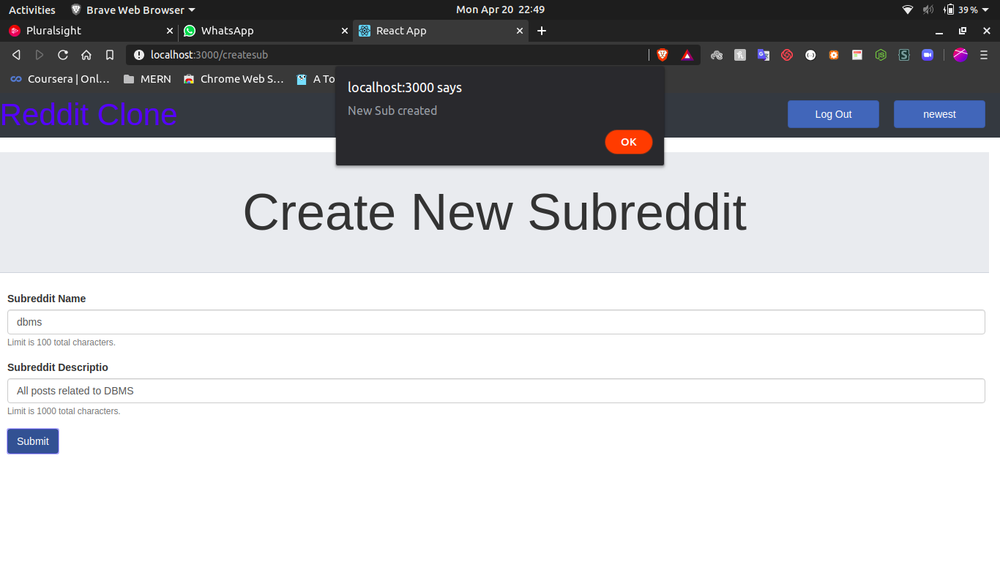 Activities Brave Web Browser Mon Apr 20 22:49 39 %
Pluralsight WhatsApp React App
localhost:3000/createsub
Coursera | Onl... MERN Chrome Web S... A To
localhost:3000 says
New Sub created
OK
Reddit Clone Log Out newest
Create New Subreddit
Subreddit Name
dbms
Limit is 100 total characters.
Subreddit Descriptio
All posts related to DBMS
Limit is 1000 total characters.
Submit